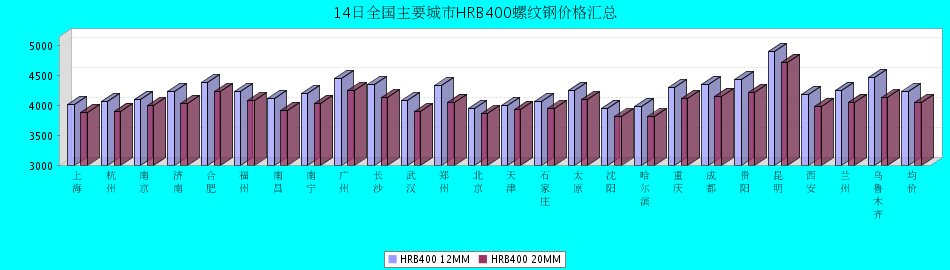 14日全国主要城市HRB400螺纹钢价格汇总
5000
4500
4000
3500
3000
上海
杭州
南京
济南
合肥
福州
南昌
南宁
广州
长沙
武汉
郑州
北京
天津
石家庄
太原
沈阳
哈尔滨
重庆
成都
贵阳
昆明
西安
兰州
乌鲁木齐
均价
HRB400 12MM
HRB400 20MM